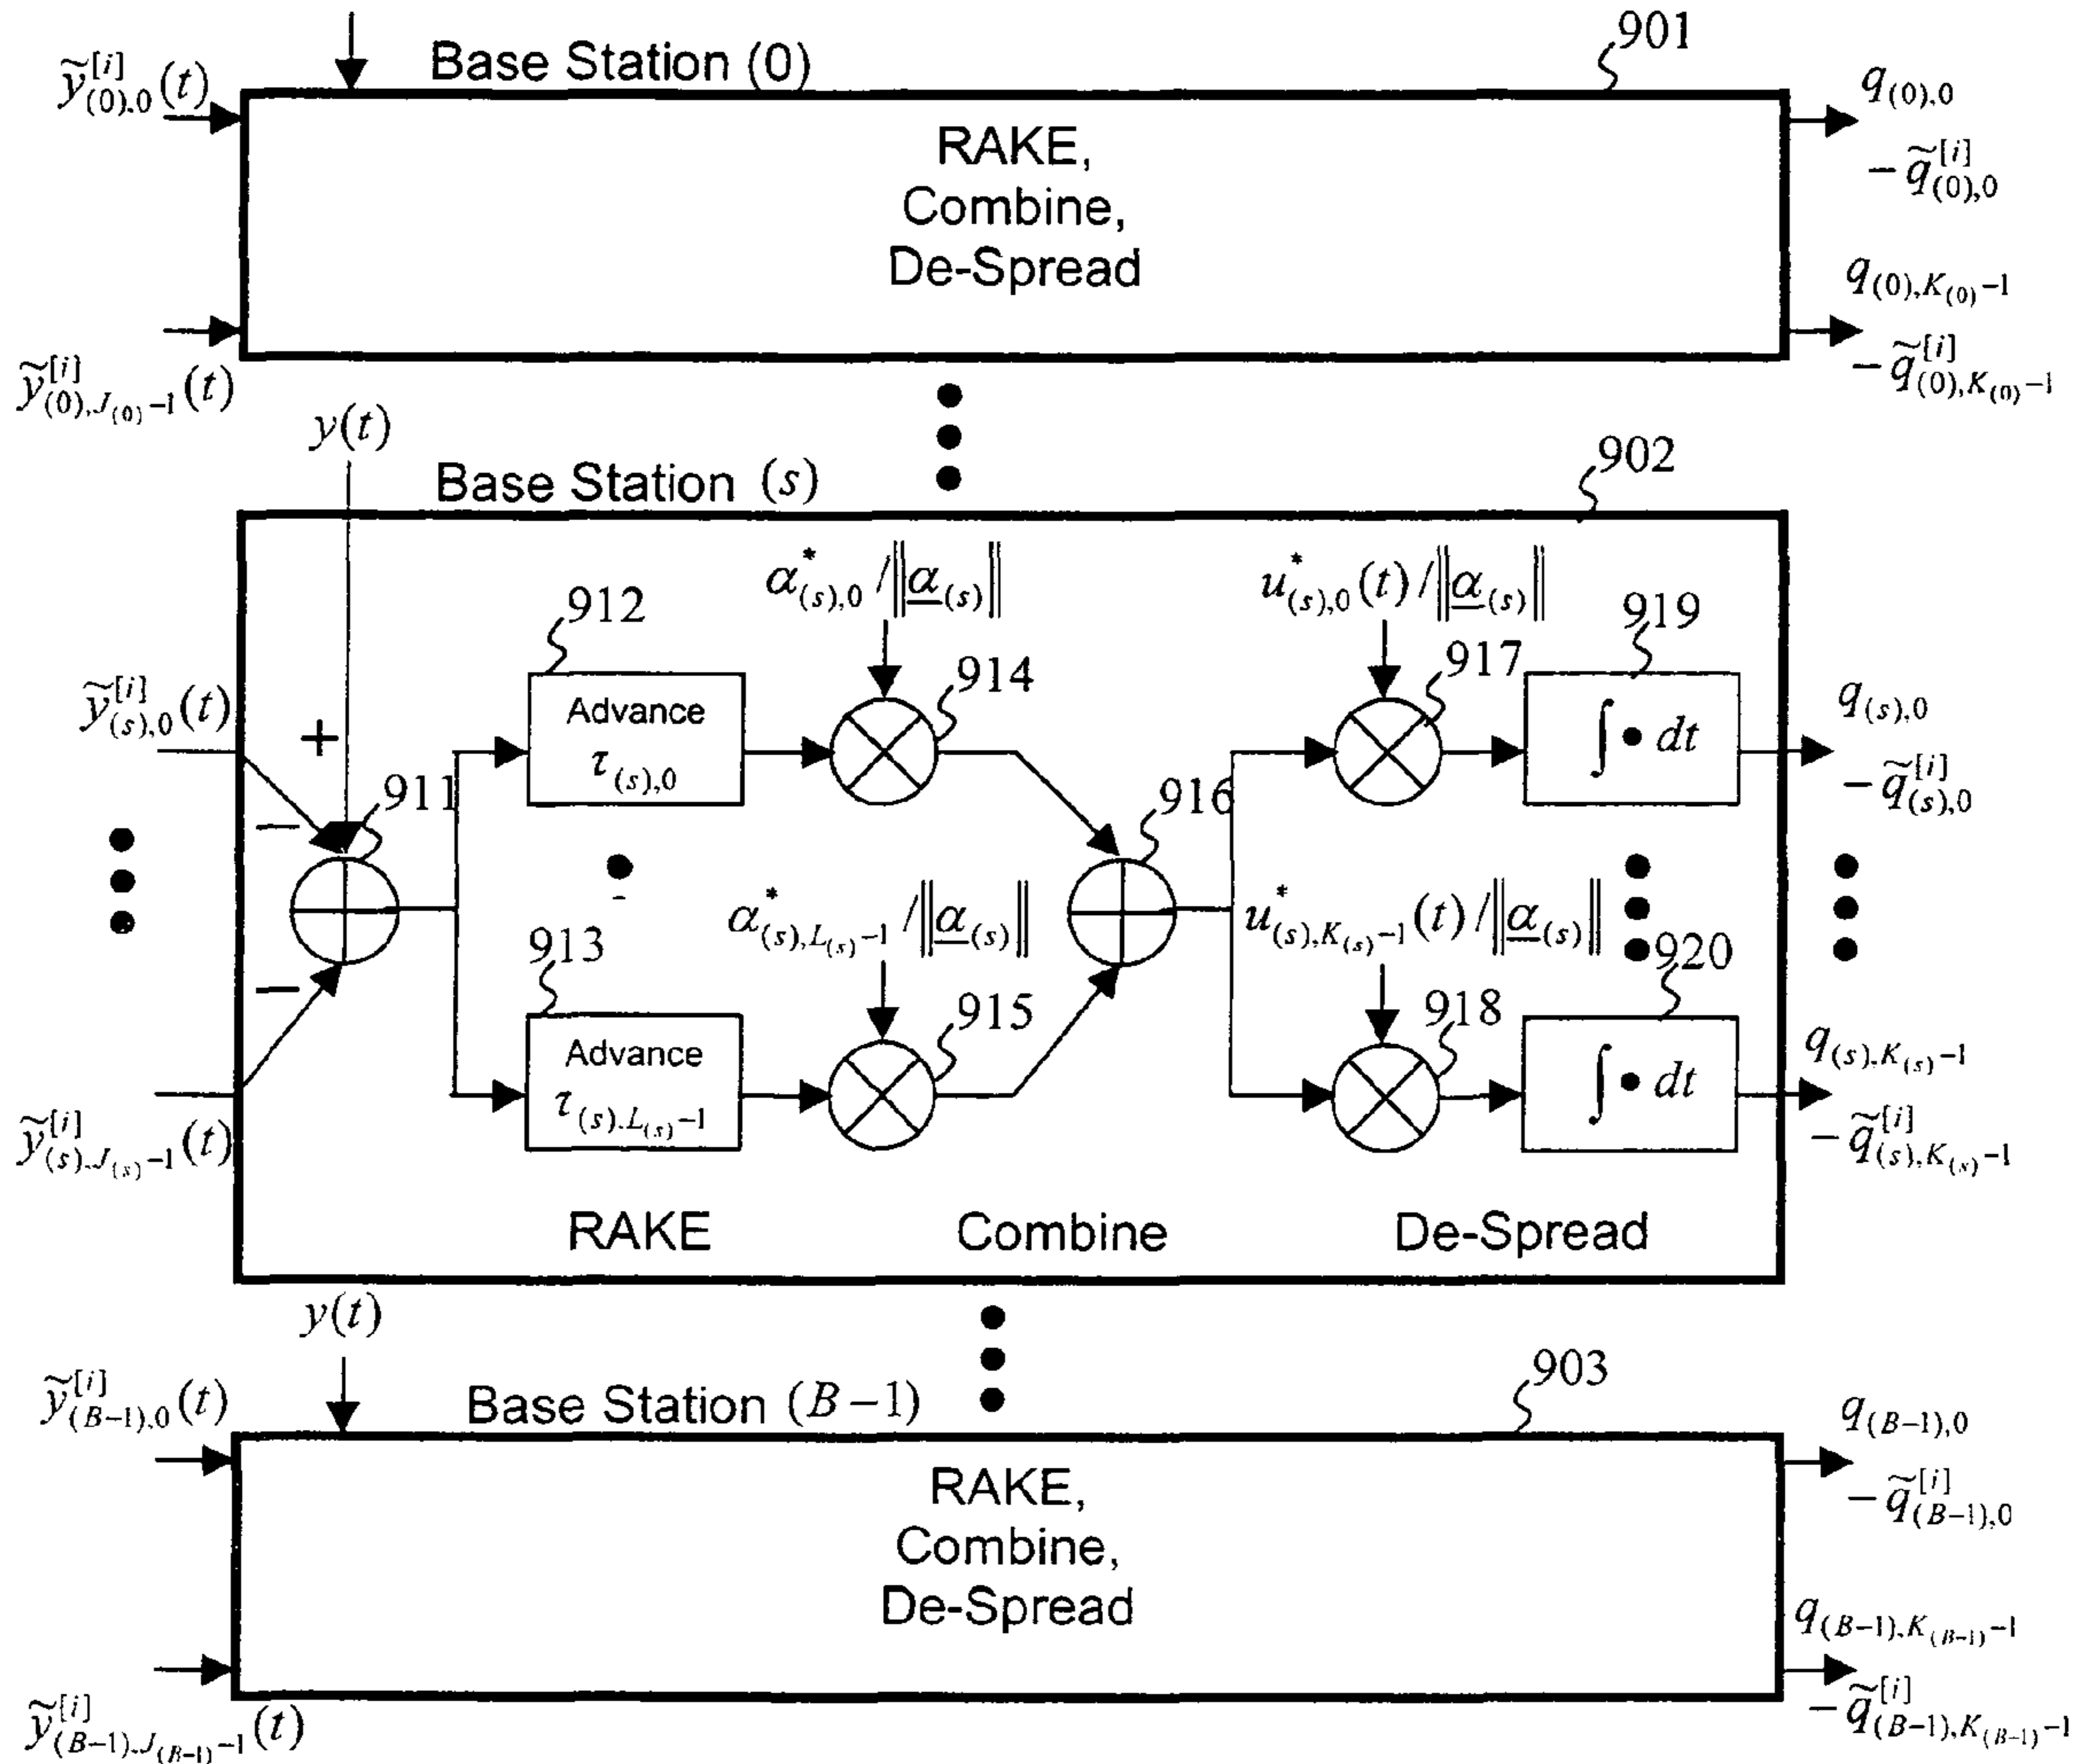 Base Station (0)
901
ỹ^{[i]}_{(0),0}(t)
q_{(0),0}
RAKE,
Combine,
De-Spread
− q̃^{[i]}_{(0),0}
q_{(0),K_{(0)}−1}
− q̃^{[i]}_{(0),K_{(0)}−1}
ỹ^{[i]}_{(0),J_{(0)}−1}(t)
y(t)
Base Station (s)
902
α^*_{(s),0}/‖α_{(s)}‖
u^*_{(s),0}(t)/‖α_{(s)}‖
912
914
917
919
ỹ^{[i]}_{(s),0}(t)
+
Advance
τ_{(s),0}
∫• dt
q_{(s),0}
− q̃^{[i]}_{(s),0}
−
911
916
α^*_{(s),L_{(s)}−1}/‖α_{(s)}‖
u^*_{(s),K_{(s)}−1}(t)/‖α_{(s)}‖
913
−
915
918
920
Advance
τ_{(s),L_{(s)}−1}
∫• dt
q_{(s),K_{(s)}−1}
− q̃^{[i]}_{(s),K_{(s)}−1}
ỹ^{[i]}_{(s),J_{(s)}−1}(t)
RAKE
Combine
De-Spread
y(t)
Base Station (B−1)
903
ỹ^{[i]}_{(B−1),0}(t)
q_{(B−1),0}
− q̃^{[i]}_{(B−1),0}
RAKE,
Combine,
De-Spread
q_{(B−1),K_{(B−1)}−1}
− q̃^{[i]}_{(B−1),K_{(B−1)}−1}
ỹ^{[i]}_{(B−1),J_{(B−1)}−1}(t)